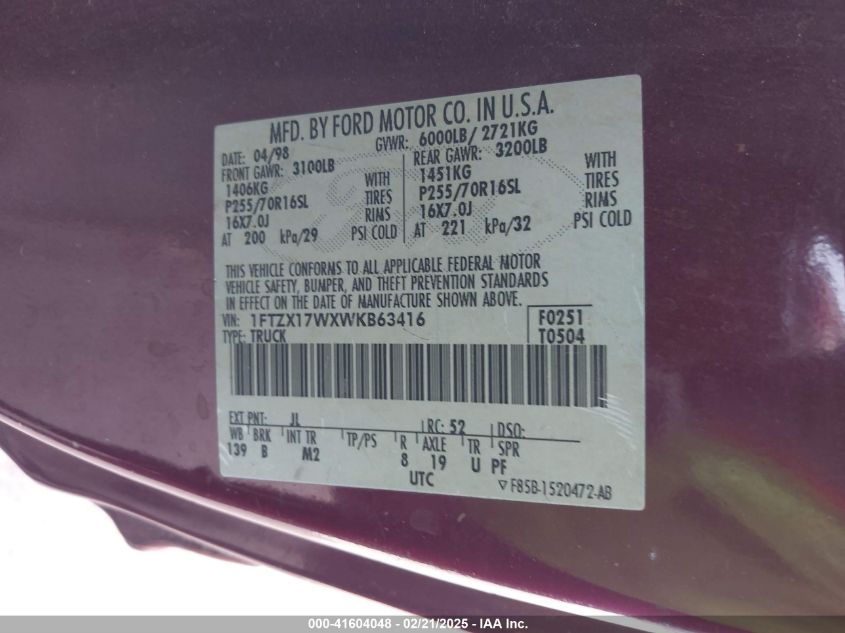 MFD. BY FORD MOTOR CO. IN U.S.A.
DATE: 04/98 GVWR: 6000LB/ 2721KG
FRONT GAWR: 3100LB REAR GAWR: 3200LB
1406KG WITH 1451KG WITH
P255/70R16SL TIRES P255/70R16SL TIRES
16X7.0J RIMS 16X7.0J RIMS
AT 200 kPa/29 PSI COLD AT 221 kPa/32 PSI COLD
THIS VEHICLE CONFORMS TO ALL APPLICABLE FEDERAL MOTOR
VEHICLE SAFETY, BUMPER, AND THEFT PREVENTION STANDARDS
IN EFFECT ON THE DATE OF MANUFACTURE SHOWN ABOVE.
VIN: 1FTZX17WXWKB63416 F0251
TYPE: TRUCK T0504
EXT PNT: JL RC: 52 DSO:
WB BRK INT TR TP/PS R AXLE TR SPR
139 B M2 8 19 U PF
UTC
▽ F85B-1520472-AB
000-41604048 - 02/21/2025 - IAA Inc.